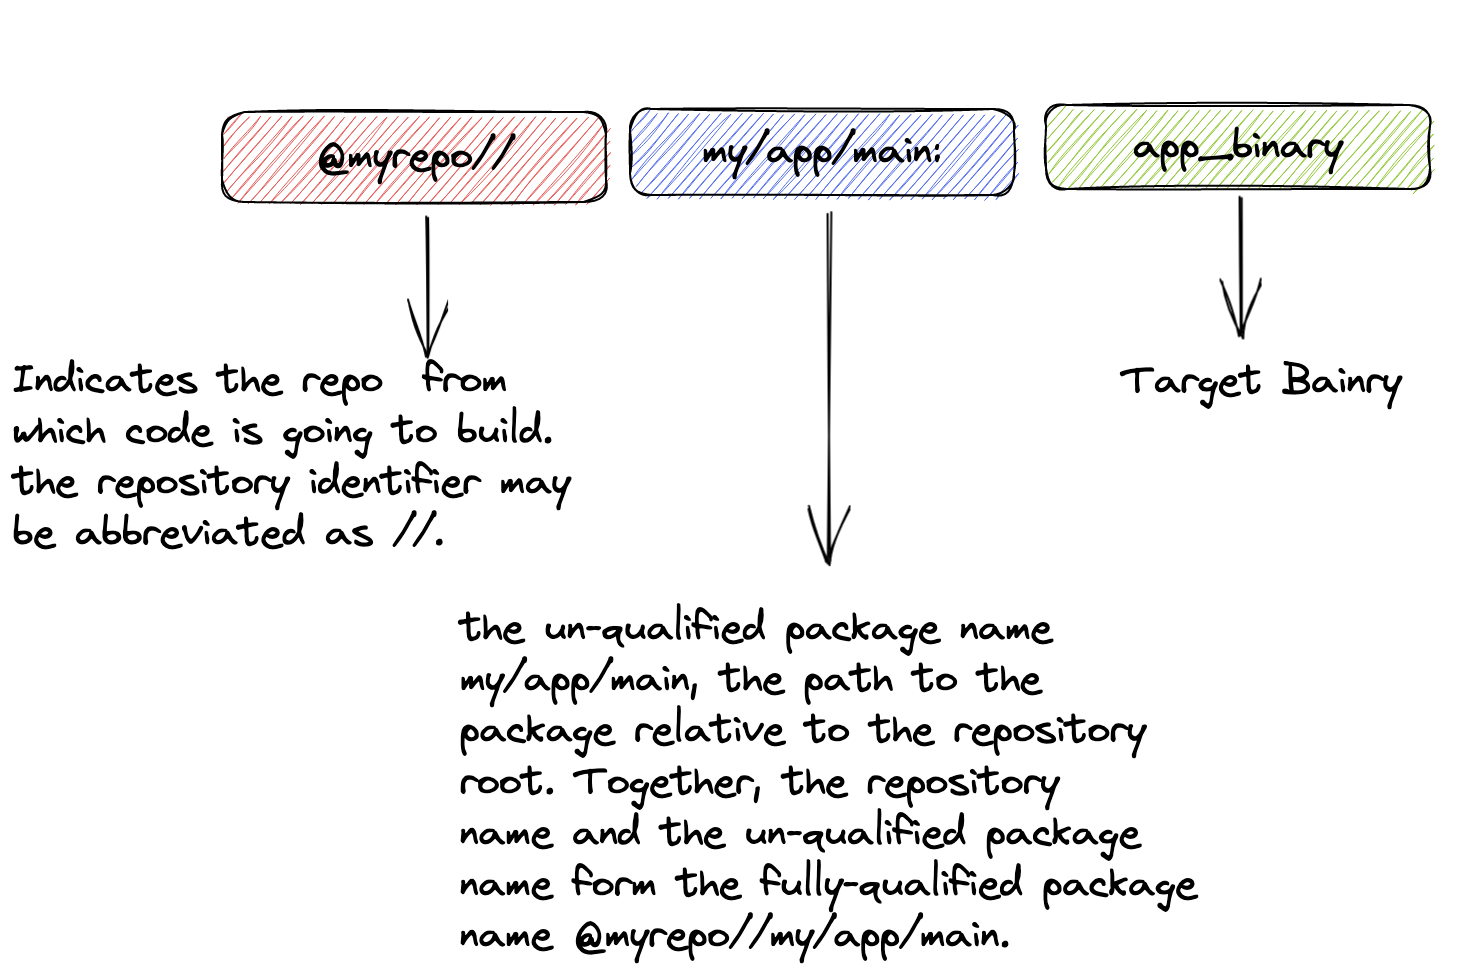 @myrepo//
my/app/main:
app_binary
Indicates the repo from
which code is going to build.
the repository identifier may
be abbreviated as //.
Target Bainry
the un-qualified package name
my/app/main, the path to the
package relative to the repository
root. Together, the repository
name and the un-qualified package
name form the fully-qualified package
name @myrepo//my/app/main.